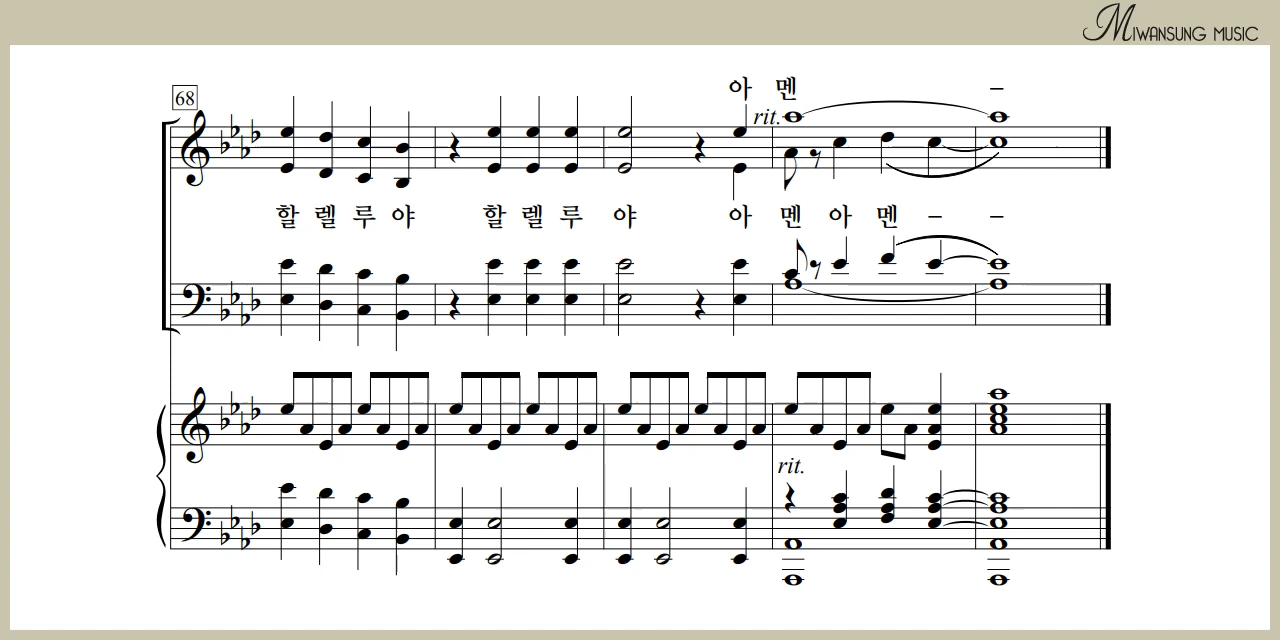 MIWANSUNG MUSIC
68
아 멘 –
rit.
할 렐 루 야 할 렐 루 야 아 멘 아 멘 – –
rit.